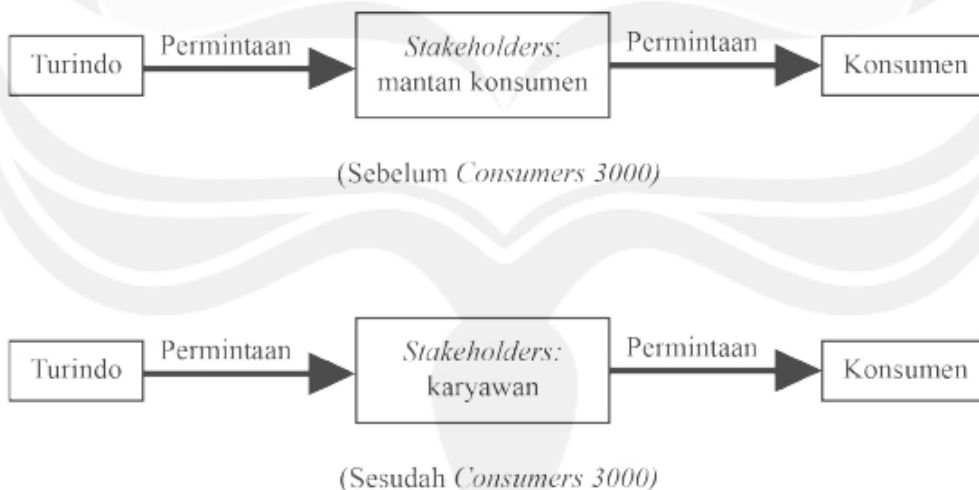 Turindo
Permintaan
Stakeholders:
mantan konsumen
Permintaan
Konsumen
(Sebelum Consumers 3000)
Turindo
Permintaan
Stakeholders:
karyawan
Permintaan
Konsumen
(Sesudah Consumers 3000)